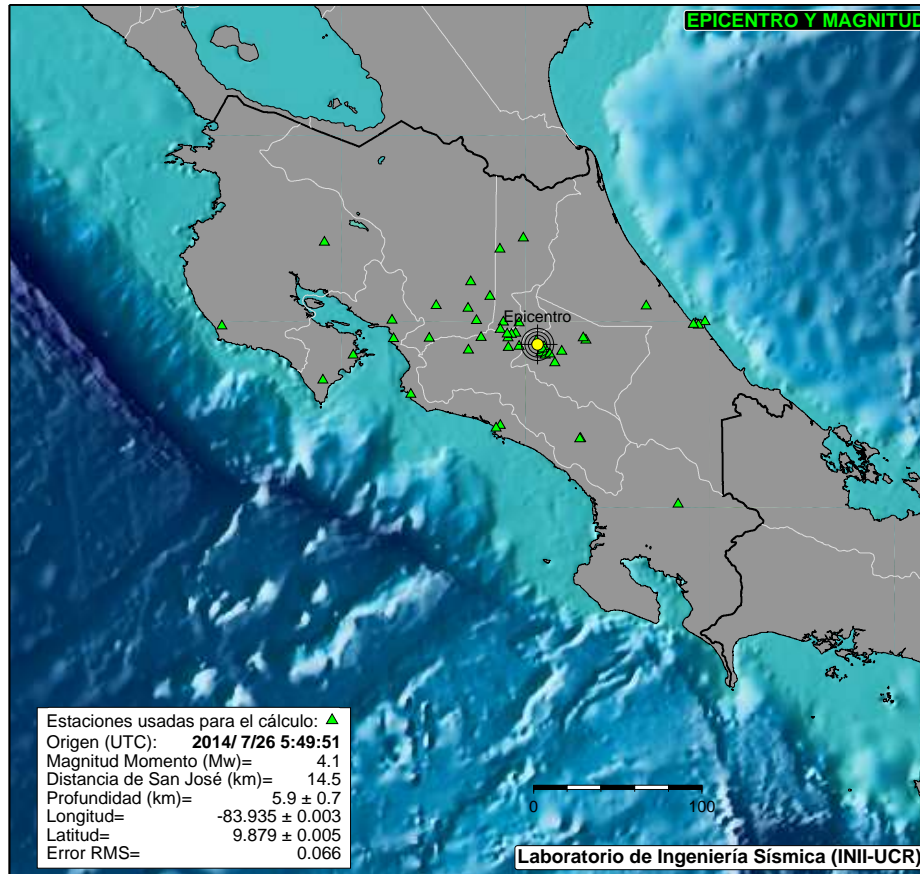 EPICENTRO Y MAGNITUD
Epicentro
Estaciones usadas para el cálculo:
Origen (UTC): 2014/ 7/26 5:49:51
Magnitud Momento (Mw)= 4.1
Distancia de San José (km)= 14.5
Profundidad (km)= 5.9 ± 0.7
Longitud= -83.935 ± 0.003
Latitud= 9.879 ± 0.005
Error RMS= 0.066
0 100
Laboratorio de Ingeniería Sísmica (INII-UCR)